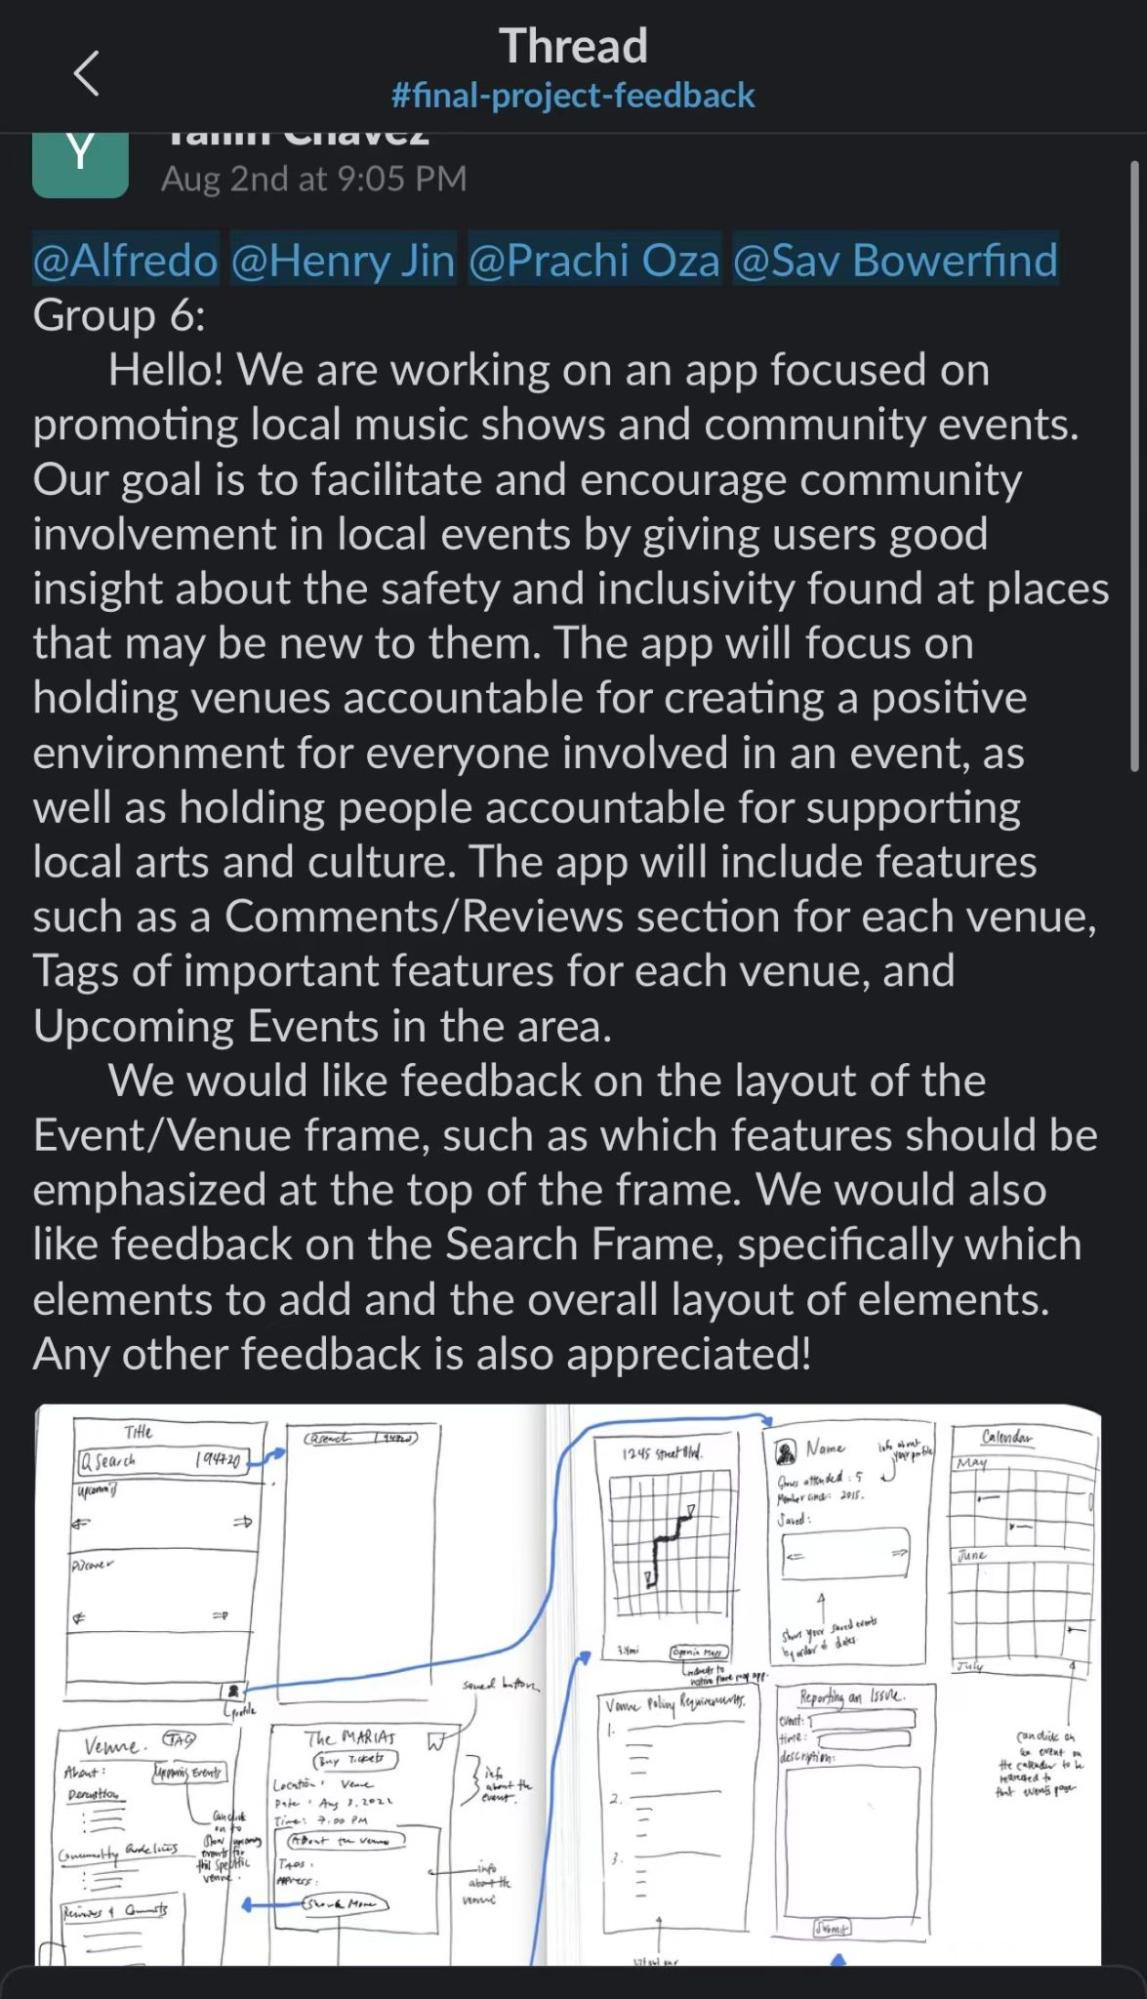 Thread
#final-project-feedback
Y
Yailin Chavez
Aug 2nd at 9:05 PM
@Alfredo @Henry Jin @Prachi Oza @Sav Bowerfind
Group 6:
Hello! We are working on an app focused on
promoting local music shows and community events.
Our goal is to facilitate and encourage community
involvement in local events by giving users good
insight about the safety and inclusivity found at places
that may be new to them. The app will focus on
holding venues accountable for creating a positive
environment for everyone involved in an event, as
well as holding people accountable for supporting
local arts and culture. The app will include features
such as a Comments/Reviews section for each venue,
Tags of important features for each venue, and
Upcoming Events in the area.
We would like feedback on the layout of the
Event/Venue frame, such as which features should be
emphasized at the top of the frame. We would also
like feedback on the Search Frame, specifically which
elements to add and the overall layout of elements.
Any other feedback is also appreciated!
Title
Search 94720
upcoming
Discover
profile
Search 94720
1245 Street Blvd.
Open in Maps
redirects to
Name
info about
your profile
Shows attended: 5
Member since: 2015.
Saved:
Shows your saved events
by order of dates
Calendar
May
June
July
can click on
an event on
the calendar to be
redirected to
that events page
Venue. TAG
About: Upcoming Events
Description
Community Guidelines
Can click
on to
Show upcoming
events for
this specific
venue.
Reviews & Comments
saved button
The MARIAS
Buy Tickets
Location: Venue
Date: Aug 3, 2022
Time: 7:00 PM
info
about the
event.
About the venue
Tags:
Address:
Show More
info
about the
venue
Venue Policy Requirements.
1.
2.
3.
Reporting an Issue.
event:
time:
description:
Submit